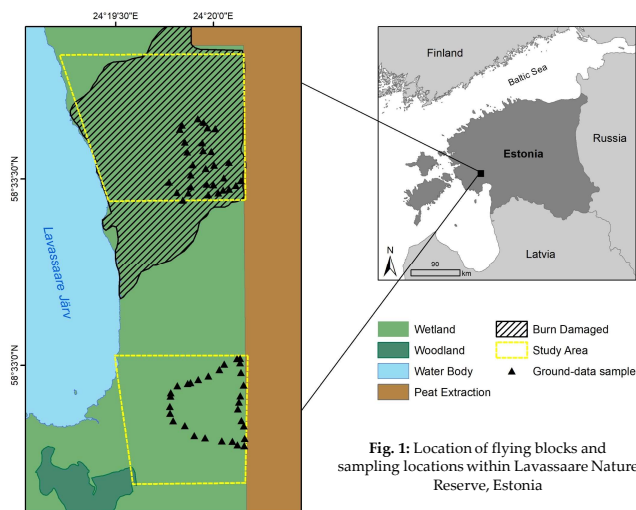 24°19'30"E
24°20'0"E
58°33'30"N
58°33'0"N
Lavassaare Järv
Finland
Baltic Sea
Russia
Estonia
Latvia
N
90
km
Wetland
Woodland
Water Body
Peat Extraction
Burn Damaged
Study Area
Ground-data sample
Fig. 1: Location of flying blocks and
sampling locations within Lavassaare Nature
Reserve, Estonia